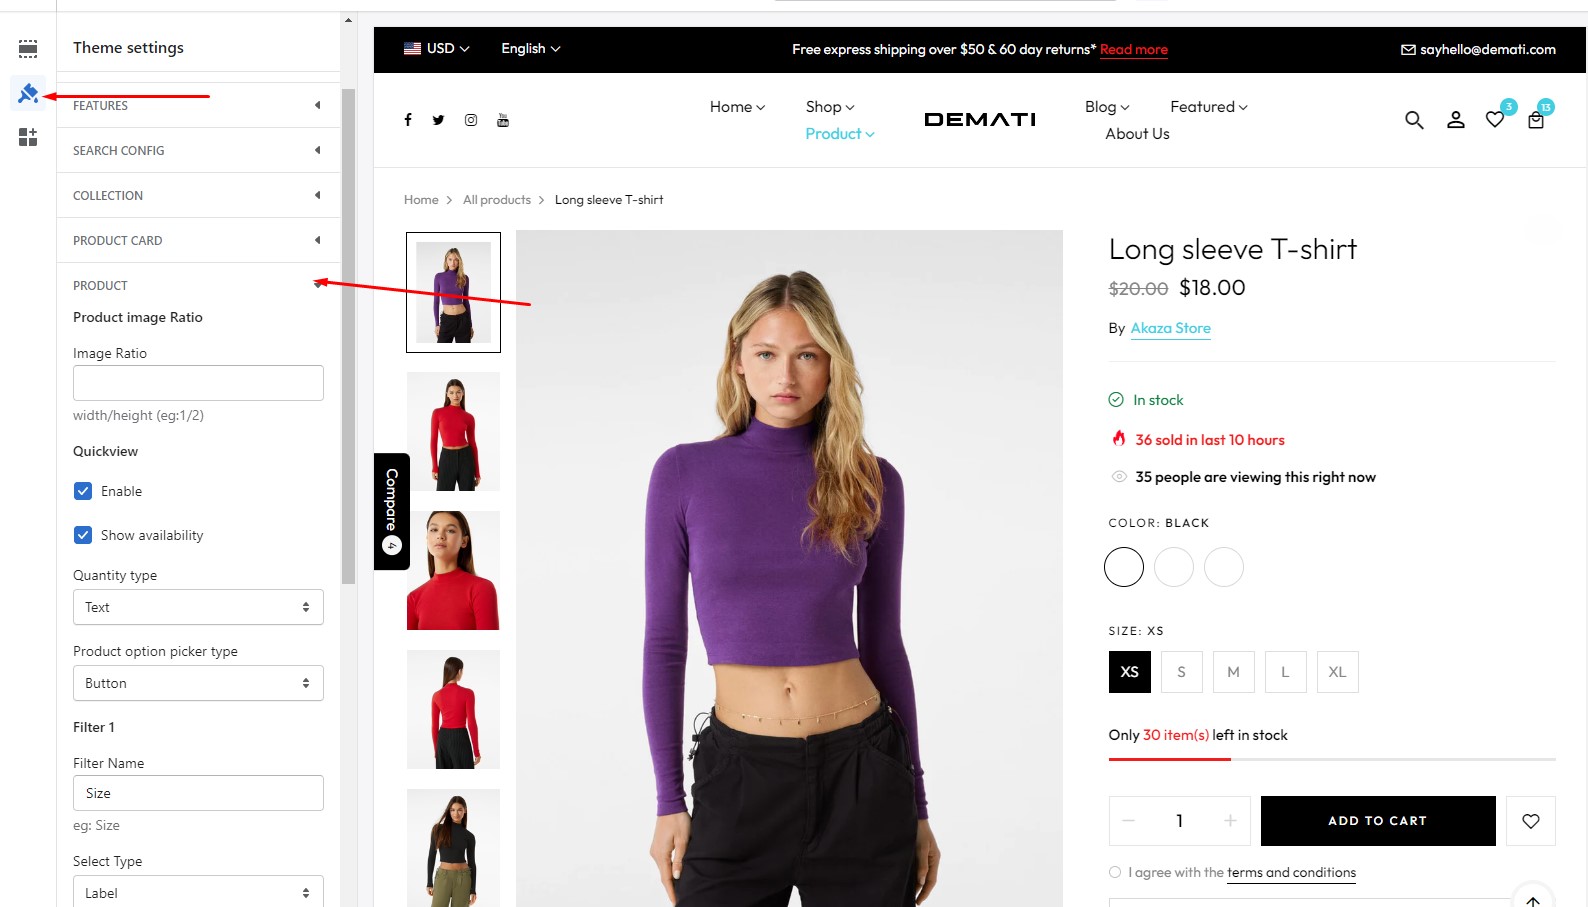 Theme settings
FEATURES
SEARCH CONFIG
COLLECTION
PRODUCT CARD
PRODUCT
Product image Ratio
Image Ratio
width/height (eg:1/2)
Quickview
Enable
Show availability
Quantity type
Text
Product option picker type
Button
Filter 1
Filter Name
Size
eg: Size
Select Type
Label
USD
English
Free express shipping over $50 & 60 day returns* Read more
sayhello@demati.com
Home
Shop
Product
DEMATI
Blog
Featured
About Us
3
13
Home > All products > Long sleeve T-shirt
Compare 4
Long sleeve T-shirt
$20.00 $18.00
By Akaza Store
In stock
36 sold in last 10 hours
35 people are viewing this right now
COLOR: BLACK
SIZE: XS
XS S M L XL
Only 30 item(s) left in stock
1
ADD TO CART
I agree with the terms and conditions